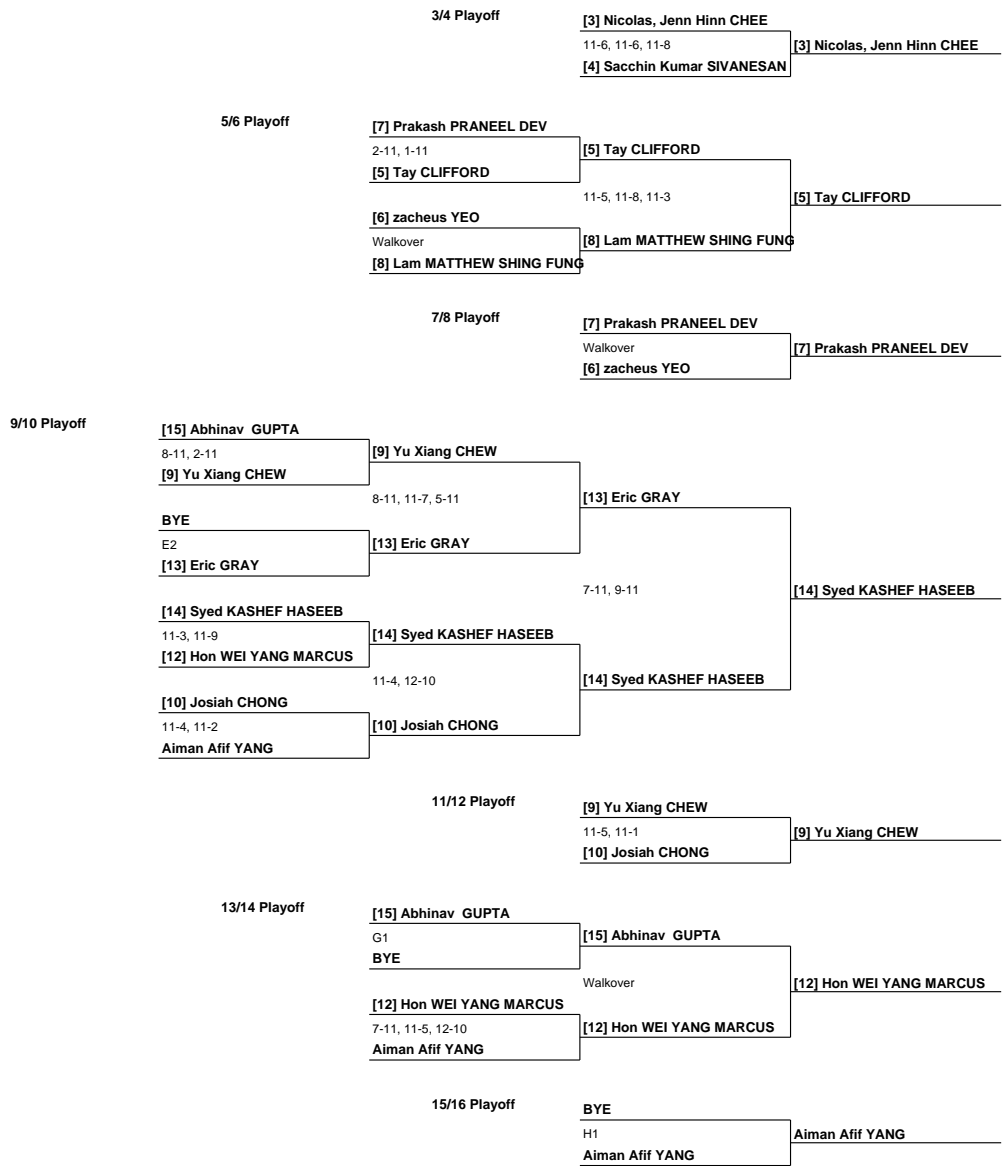 3/4 Playoff
[3] Nicolas, Jenn Hinn CHEE
11-6, 11-6, 11-8
[3] Nicolas, Jenn Hinn CHEE
[4] Sacchin Kumar SIVANESAN
5/6 Playoff
[7] Prakash PRANEEL DEV
2-11, 1-11
[5] Tay CLIFFORD
[5] Tay CLIFFORD
11-5, 11-8, 11-3
[5] Tay CLIFFORD
[6] zacheus YEO
Walkover
[8] Lam MATTHEW SHING FUNG
[8] Lam MATTHEW SHING FUNG
7/8 Playoff
[7] Prakash PRANEEL DEV
Walkover
[7] Prakash PRANEEL DEV
[6] zacheus YEO
9/10 Playoff
[15] Abhinav  GUPTA
8-11, 2-11
[9] Yu Xiang CHEW
[9] Yu Xiang CHEW
8-11, 11-7, 5-11
[13] Eric GRAY
BYE
E2
[13] Eric GRAY
[13] Eric GRAY
7-11, 9-11
[14] Syed KASHEF HASEEB
[14] Syed KASHEF HASEEB
11-3, 11-9
[14] Syed KASHEF HASEEB
[12] Hon WEI YANG MARCUS
11-4, 12-10
[14] Syed KASHEF HASEEB
[10] Josiah CHONG
11-4, 11-2
[10] Josiah CHONG
Aiman Afif YANG
11/12 Playoff
[9] Yu Xiang CHEW
11-5, 11-1
[9] Yu Xiang CHEW
[10] Josiah CHONG
13/14 Playoff
[15] Abhinav  GUPTA
G1
[15] Abhinav  GUPTA
BYE
Walkover
[12] Hon WEI YANG MARCUS
[12] Hon WEI YANG MARCUS
7-11, 11-5, 12-10
[12] Hon WEI YANG MARCUS
Aiman Afif YANG
15/16 Playoff
BYE
H1
Aiman Afif YANG
Aiman Afif YANG